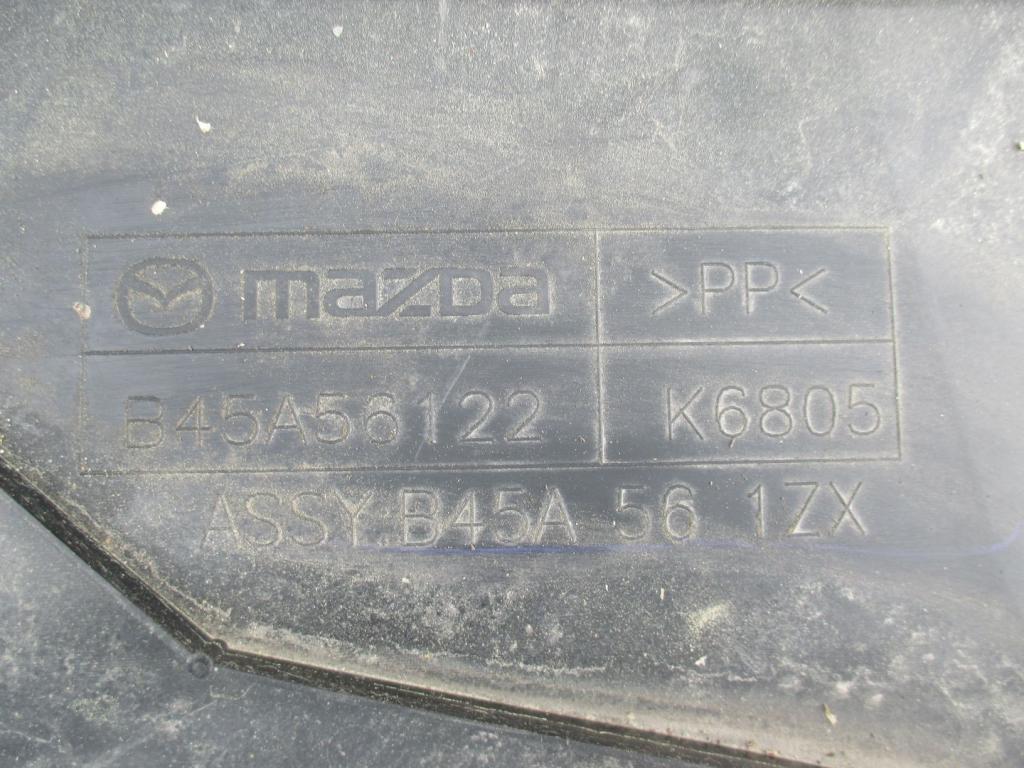 mazda >PP<
B45A56122 K6805
ASSY.B45A 56 1ZX